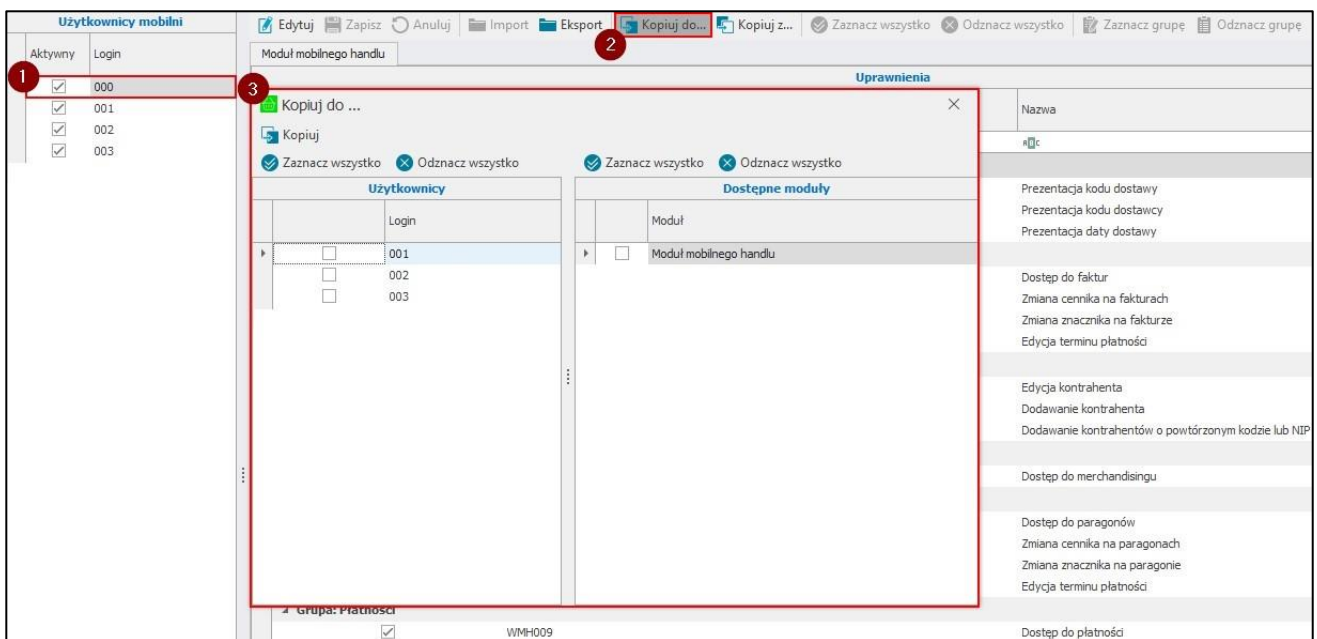 Użytkownicy mobilni
Edytuj Zapisz Anuluj Import Eksport Kopiuj do... Kopiuj z... Zaznacz wszystko Odznacz wszystko Zaznacz grupę Odznacz grupę
2
Aktywny Login
Moduł mobilnego handlu
1
000
001
002
003
Uprawnienia
3
Kopiuj do ...
Kopiuj
Zaznacz wszystko Odznacz wszystko Zaznacz wszystko Odznacz wszystko
Użytkownicy Dostępne moduły
Login Moduł
001 Moduł mobilnego handlu
002
003
Nazwa
Prezentacja kodu dostawy
Prezentacja kodu dostawcy
Prezentacja daty dostawy
Dostęp do faktur
Zmiana cennika na fakturach
Zmiana znacznika na fakturze
Edycja terminu płatności
Edycja kontrahenta
Dodawanie kontrahenta
Dodawanie kontrahentów o powtórzonym kodzie lub NIP
Dostęp do merchandisingu
Dostęp do paragonów
Zmiana cennika na paragonach
Zmiana znacznika na paragonie
Edycja terminu płatności
Grupa: Płatności
WMH009 Dostęp do płatności